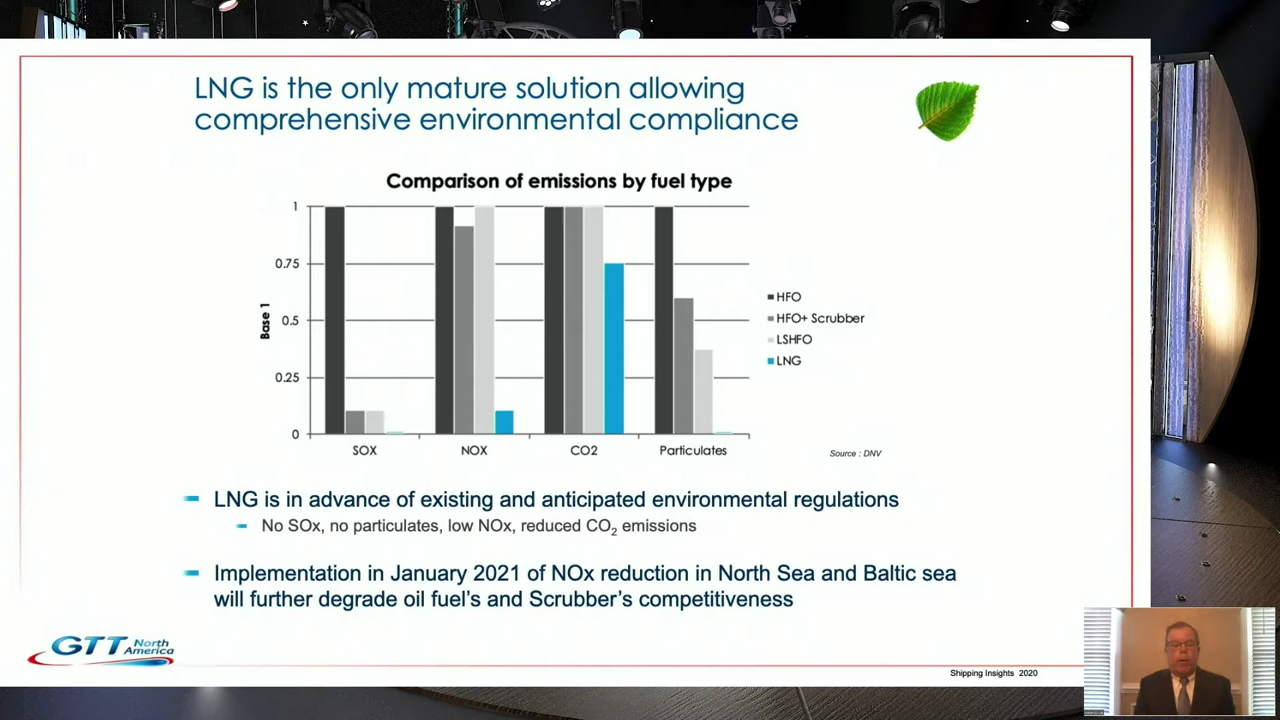 LNG is the only mature solution allowing
comprehensive environmental compliance
Comparison of emissions by fuel type
1
0.75
0.5
0.25
0
Base 1
SOX NOX CO2 Particulates
HFO
HFO+ Scrubber
LSHFO
LNG
Source : DNV
LNG is in advance of existing and anticipated environmental regulations
No SOx, no particulates, low NOx, reduced CO₂ emissions
Implementation in January 2021 of NOx reduction in North Sea and Baltic sea
will further degrade oil fuel's and Scrubber's competitiveness
GTT North
America
Shipping Insights 2020